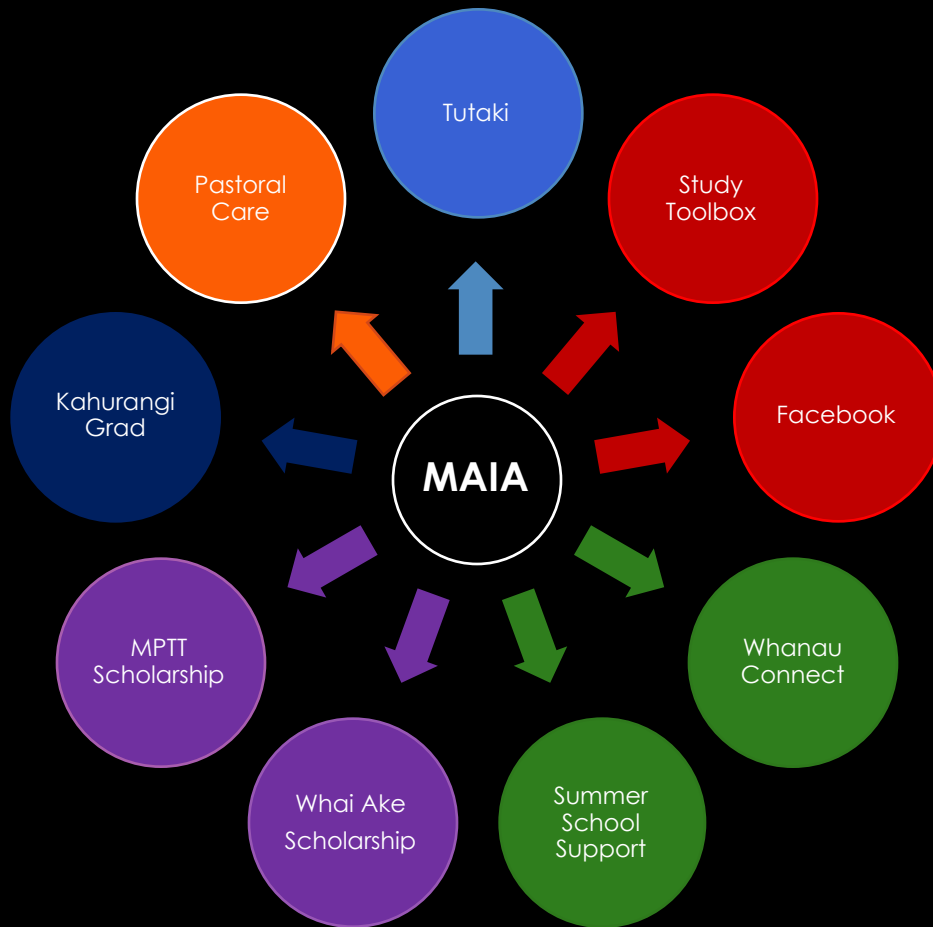 Tutaki
Study
Toolbox
Facebook
Whanau
Connect
Summer
School
Support
Whai Ake
Scholarship
MPTT
Scholarship
Kahurangi
Grad
Pastoral
Care
MAIA